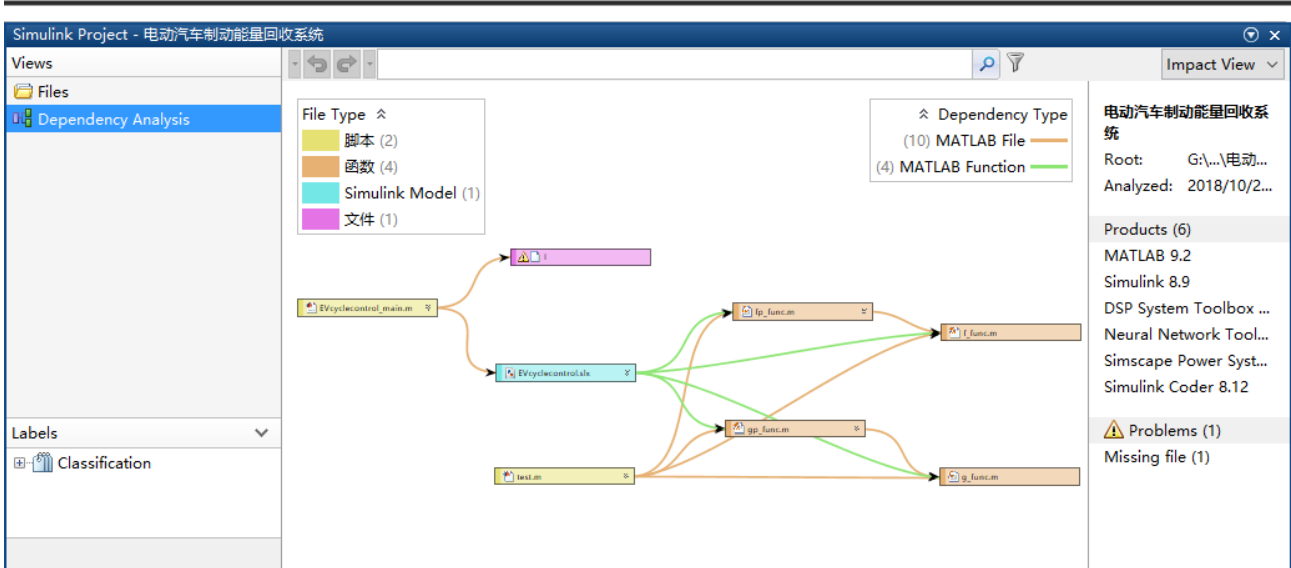 Simulink Project - 电动汽车制动能量回收系统
Views
Files
Dependency Analysis
Labels
Classification
Impact View
File Type
脚本 (2)
函数 (4)
Simulink Model (1)
文件 (1)
Dependency Type
(10) MATLAB File
(4) MATLAB Function
EVcyclecontrol_main.m
EVcyclecontrol.slx
test.m
fp_func.m
gp_func.m
f_func.m
g_func.m
电动汽车制动能量回收系
统
Root: G:\...\电动...
Analyzed: 2018/10/2...
Products (6)
MATLAB 9.2
Simulink 8.9
DSP System Toolbox ...
Neural Network Tool...
Simscape Power Syst...
Simulink Coder 8.12
Problems (1)
Missing file (1)